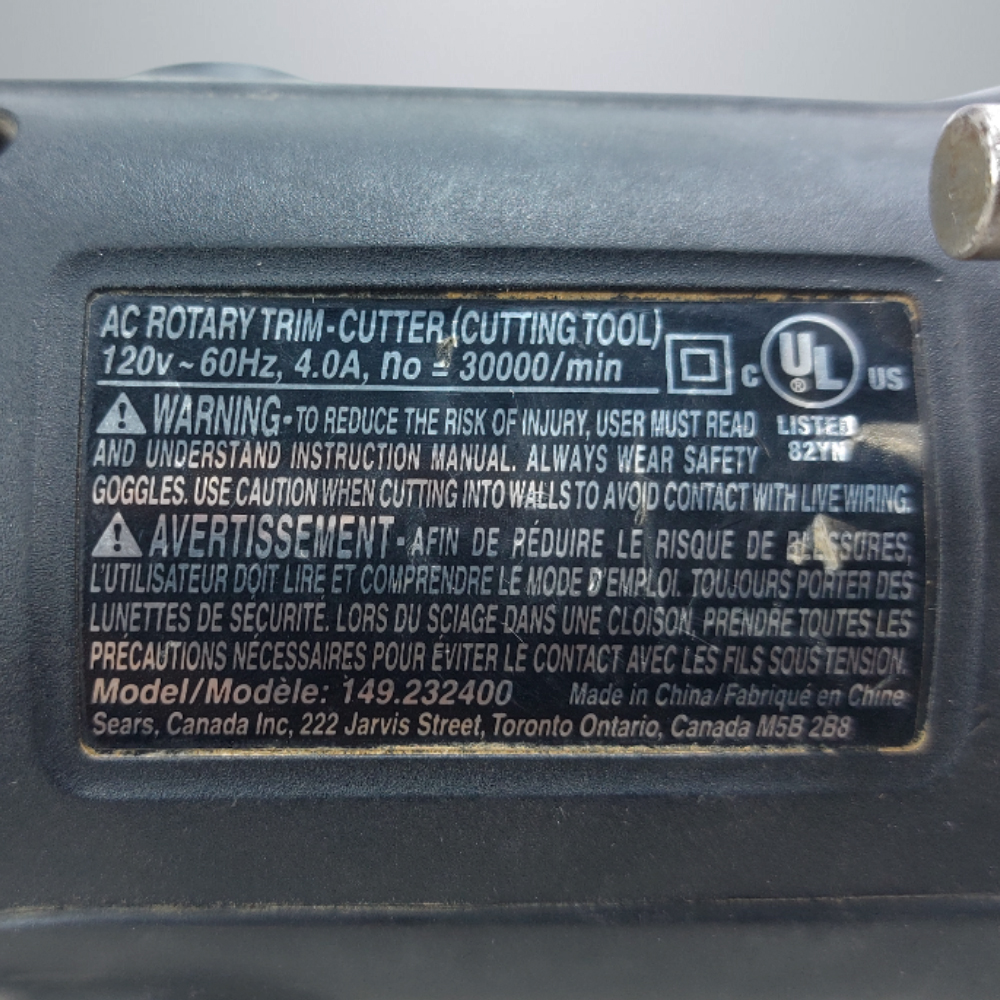 AC ROTARY TRIM-CUTTER (CUTTING TOOL)
120v ~ 60Hz, 4.0A, no = 30000/min
C UL ® US
LISTED
82YN
WARNING - TO REDUCE THE RISK OF INJURY, USER MUST READ
AND UNDERSTAND INSTRUCTION MANUAL. ALWAYS WEAR SAFETY
GOGGLES. USE CAUTION WHEN CUTTING INTO WALLS TO AVOID CONTACT WITH LIVE WIRING.
AVERTISSEMENT - AFIN DE RÉDUIRE LE RISQUE DE BLESSURES,
L'UTILISATEUR DOIT LIRE ET COMPRENDRE LE MODE D'EMPLOI. TOUJOURS PORTER DES
LUNETTES DE SÉCURITÉ. LORS DU SCIAGE DANS UNE CLOISON, PRENDRE TOUTES LES
PRÉCAUTIONS NÉCESSAIRES POUR ÉVITER LE CONTACT AVEC LES FILS SOUS TENSION.
Model/Modèle: 149.232400 Made in China/Fabriqué en Chine
Sears, Canada Inc, 222 Jarvis Street, Toronto Ontario, Canada M5B 2B8